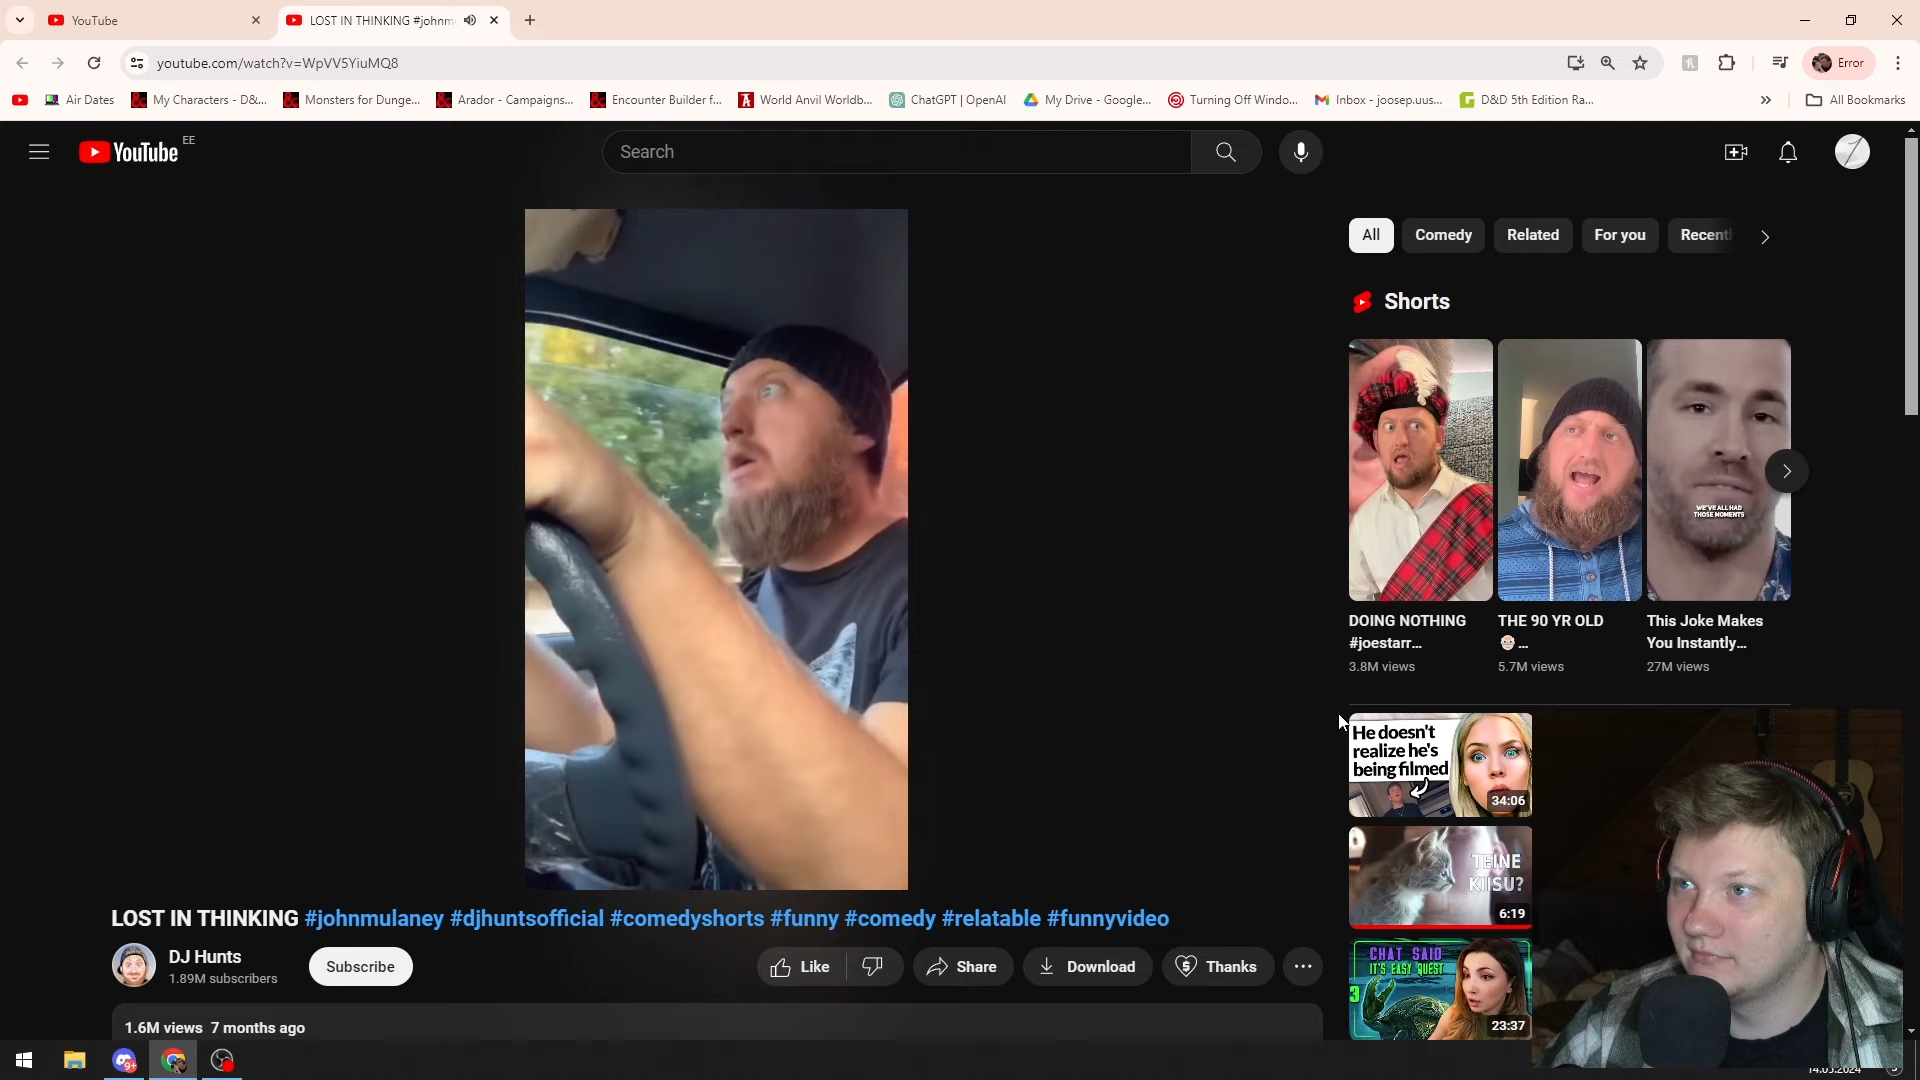 YouTube
LOST IN THINKING #johnm
youtube.com/watch?v=WpVV5YiuMQ8
Error
Air Dates
My Characters - D&...
Monsters for Dunge...
Arador - Campaigns...
Encounter Builder f...
World Anvil Worldb...
ChatGPT | OpenAI
My Drive - Google...
Turning Off Windo...
Inbox - joosep.uus...
D&D 5th Edition Ra...
All Bookmarks
YouTube EE
Search
All
Comedy
Related
For you
Recent
Shorts
WE'VE ALL HAD
THOSE MOMENTS
DOING NOTHING
#joestarr...
3.8M views
THE 90 YR OLD
...
5.7M views
This Joke Makes
You Instantly...
27M views
He doesn't
realize he's
being filmed
34:06
TEINE
KIISU?
6:19
CHAT SAID
IT'S EASY QUEST
3
23:37
LOST IN THINKING #johnmulaney #djhuntsofficial #comedyshorts #funny #comedy #relatable #funnyvideo
DJ Hunts
1.89M subscribers
Subscribe
Like
Share
Download
Thanks
1.6M views 7 months ago
9+
14.05.2024